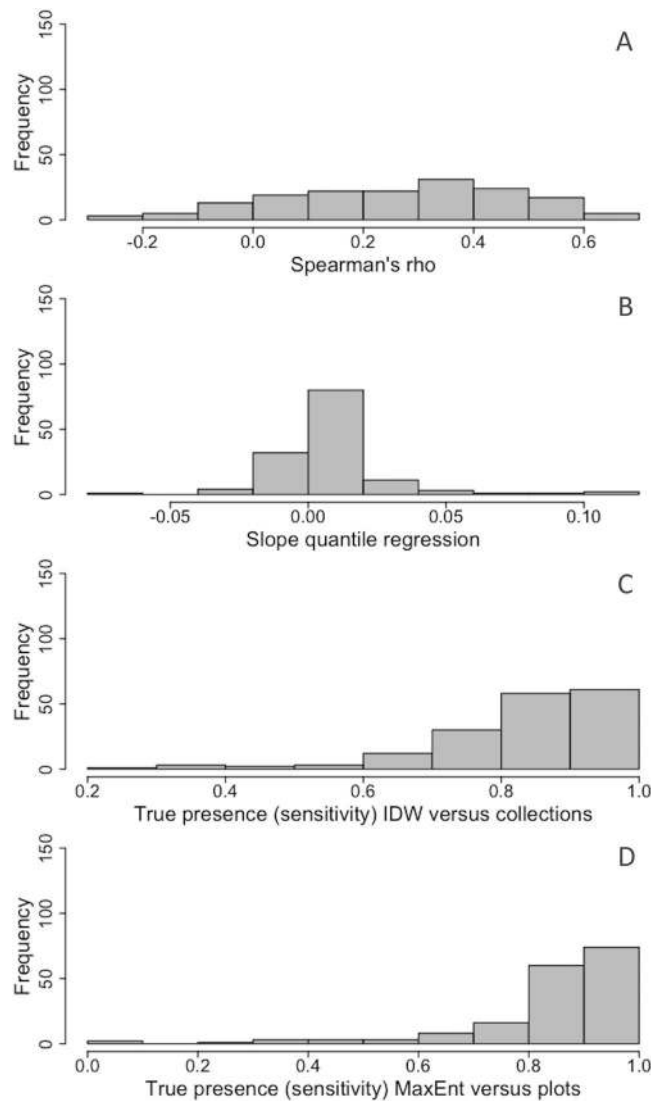 A
Frequency
150
100
50
0
-0.2 0.0 0.2 0.4 0.6
Spearman's rho
B
Frequency
150
100
50
0
-0.05 0.00 0.05 0.10
Slope quantile regression
C
Frequency
150
100
50
0
0.2 0.4 0.6 0.8 1.0
True presence (sensitivity) IDW versus collections
D
Frequency
150
100
50
0
0.0 0.2 0.4 0.6 0.8 1.0
True presence (sensitivity) MaxEnt versus plots